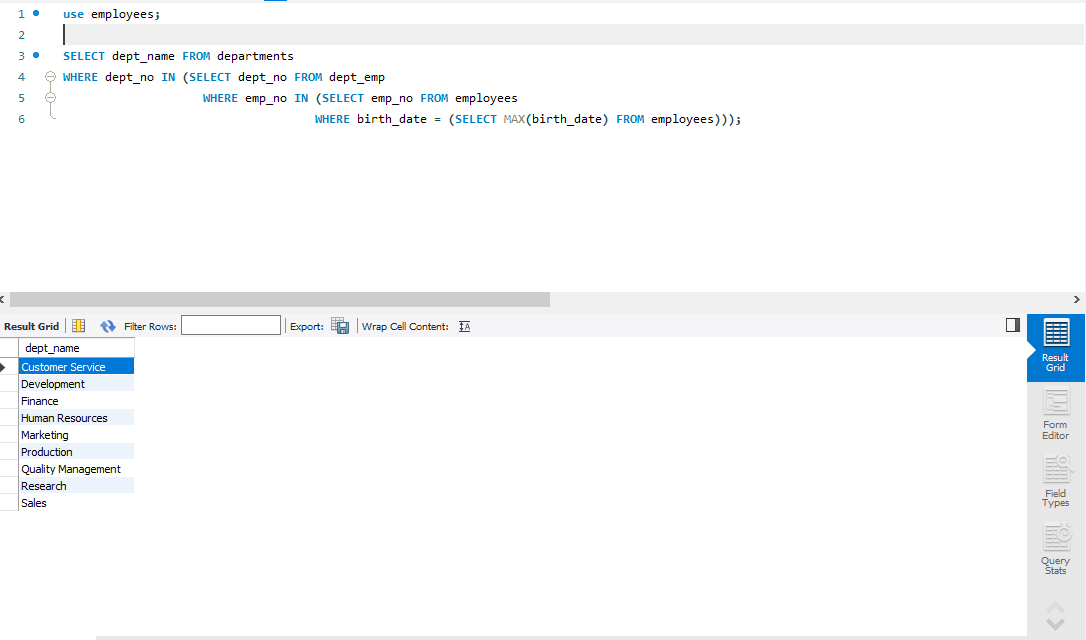 1 use employees;
2
3 SELECT dept_name FROM departments
4 WHERE dept_no IN (SELECT dept_no FROM dept_emp
5 WHERE emp_no IN (SELECT emp_no FROM employees
6 WHERE birth_date = (SELECT MAX(birth_date) FROM employees)));
Result Grid Filter Rows: Export: Wrap Cell Content:
dept_name
Customer Service
Development
Finance
Human Resources
Marketing
Production
Quality Management
Research
Sales
Result
Grid
Form
Editor
Field
Types
Query
Stats